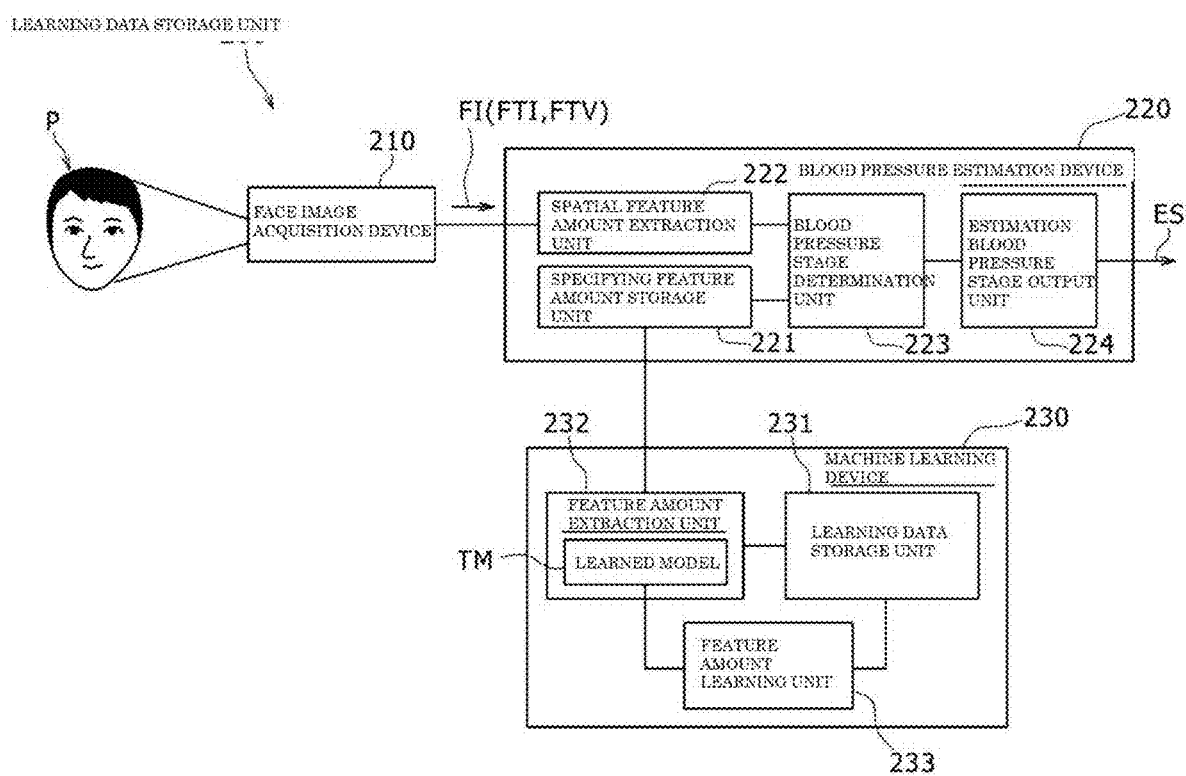 LEARNING DATA STORAGE UNIT
P
210
FACE IMAGE
ACQUISITION DEVICE
FI(FTI,FTV)
220
BLOOD PRESSURE ESTIMATION DEVICE
222
SPATIAL FEATURE
AMOUNT EXTRACTION
UNIT
SPECIFYING FEATURE
AMOUNT STORAGE
UNIT
221
BLOOD
PRESSURE
STAGE
DETERMINATION
UNIT
223
ESTIMATION
BLOOD
PRESSURE
STAGE OUTPUT
UNIT
224
ES
230
MACHINE LEARNING
DEVICE
232
FEATURE AMOUNT
EXTRACTION UNIT
TM
LEARNED MODEL
231
LEARNING DATA
STORAGE UNIT
FEATURE
AMOUNT
LEARNING UNIT
233